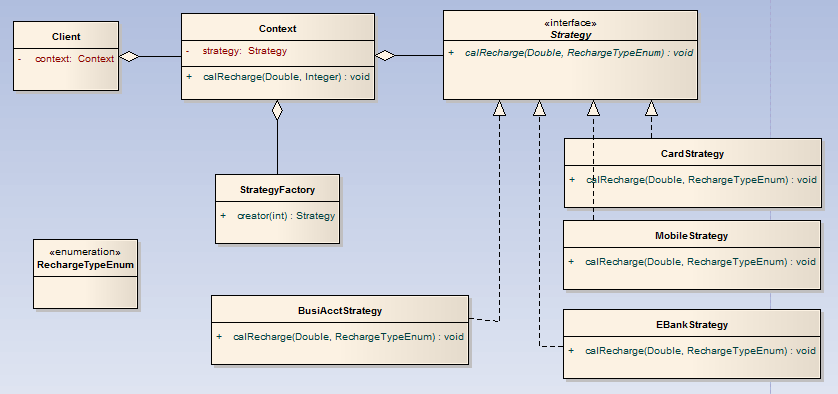 Client
- context: Context
Context
- strategy: Strategy
+ calRecharge(Double, Integer) : void
«interface»
Strategy
+ calRecharge(Double, RechargeTypeEnum) : void
CardStrategy
+ calRecharge(Double, RechargeTypeEnum) : void
StrategyFactory
+ creator(int) : Strategy
MobileStrategy
+ calRecharge(Double, RechargeTypeEnum) : void
«enumeration»
RechargeTypeEnum
BusiAcctStrategy
+ calRecharge(Double, RechargeTypeEnum) : void
EBankStrategy
+ calRecharge(Double, RechargeTypeEnum) : void